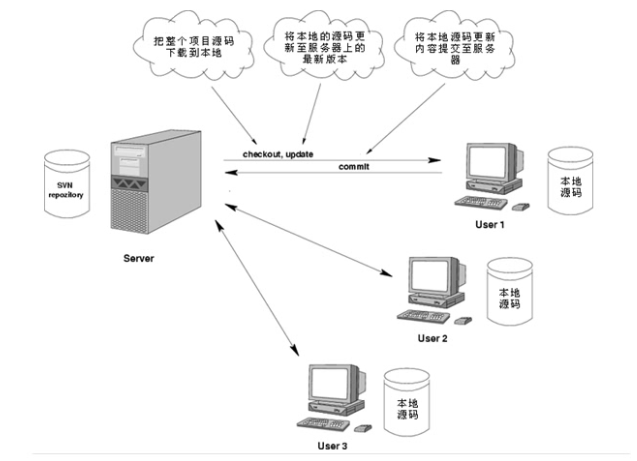 把整个项目源码
下载到本地
将本地的源码更
新至服务器上的
最新版本
将本地源码更新
内容提交至服务
器
checkout, update
commit
SVN
repozitory
Server
本地
源码
User 1
本地
源码
User 2
本地
源码
User 3